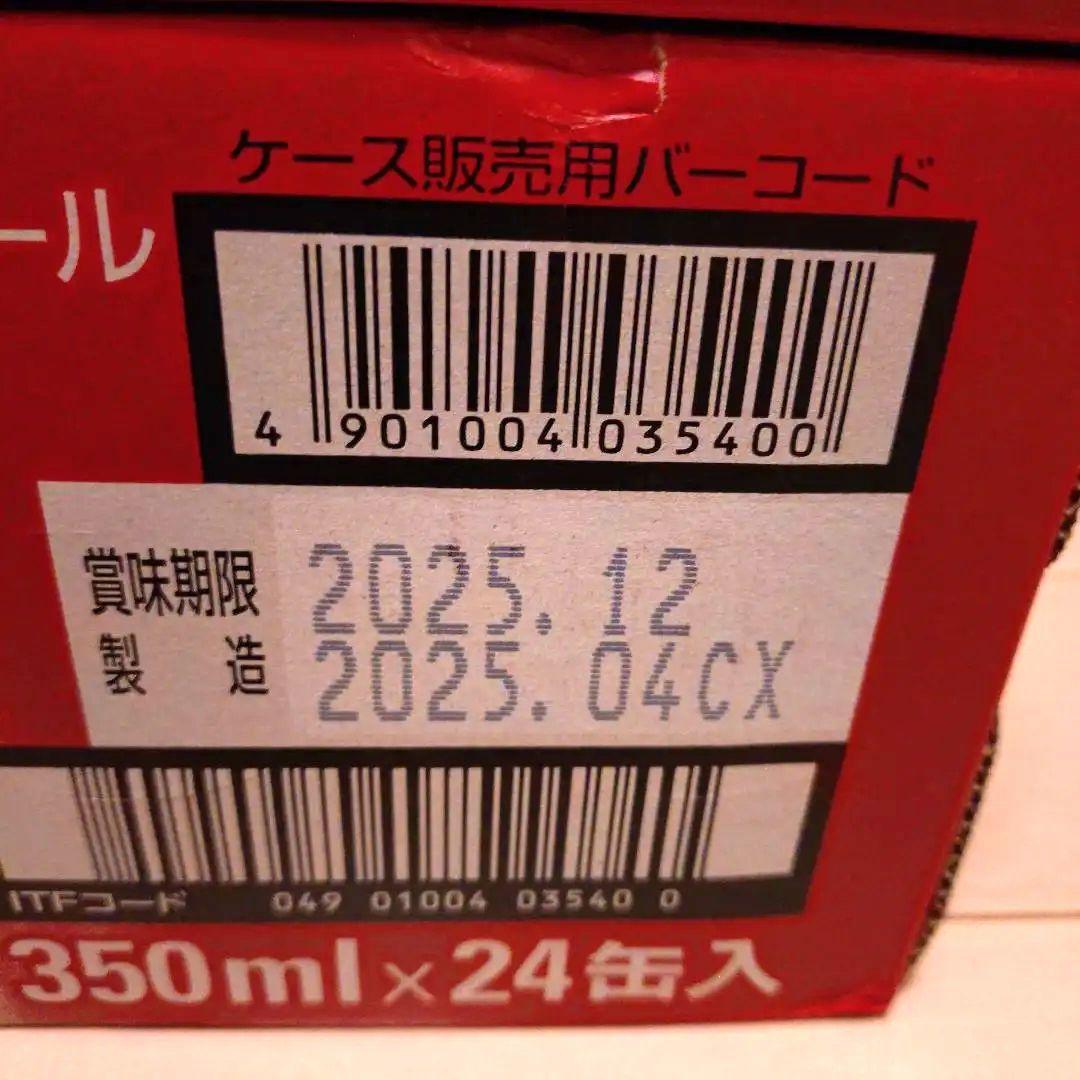 ケース販売用バーコード
ール
4 901004 035400
賞味期限 2025.12
製造 2025.04CX
ITFコード 049 01004 03540 0
350ml×24缶入